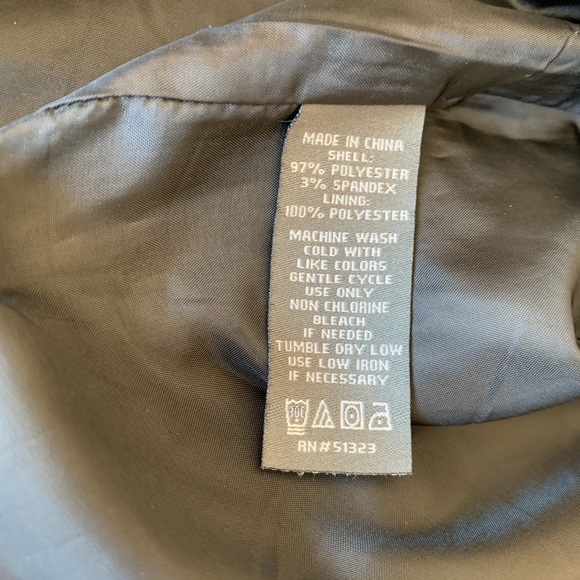 MADE IN CHINA
SHELL:
97% POLYESTER
3% SPANDEX
LINING:
100% POLYESTER
MACHINE WASH
COLD WITH
LIKE COLORS
GENTLE CYCLE
USE ONLY
NON CHLORINE
BLEACH
IF NEEDED
TUMBLE DRY LOW
USE LOW IRON
IF NECESSARY
30C
RN#51323